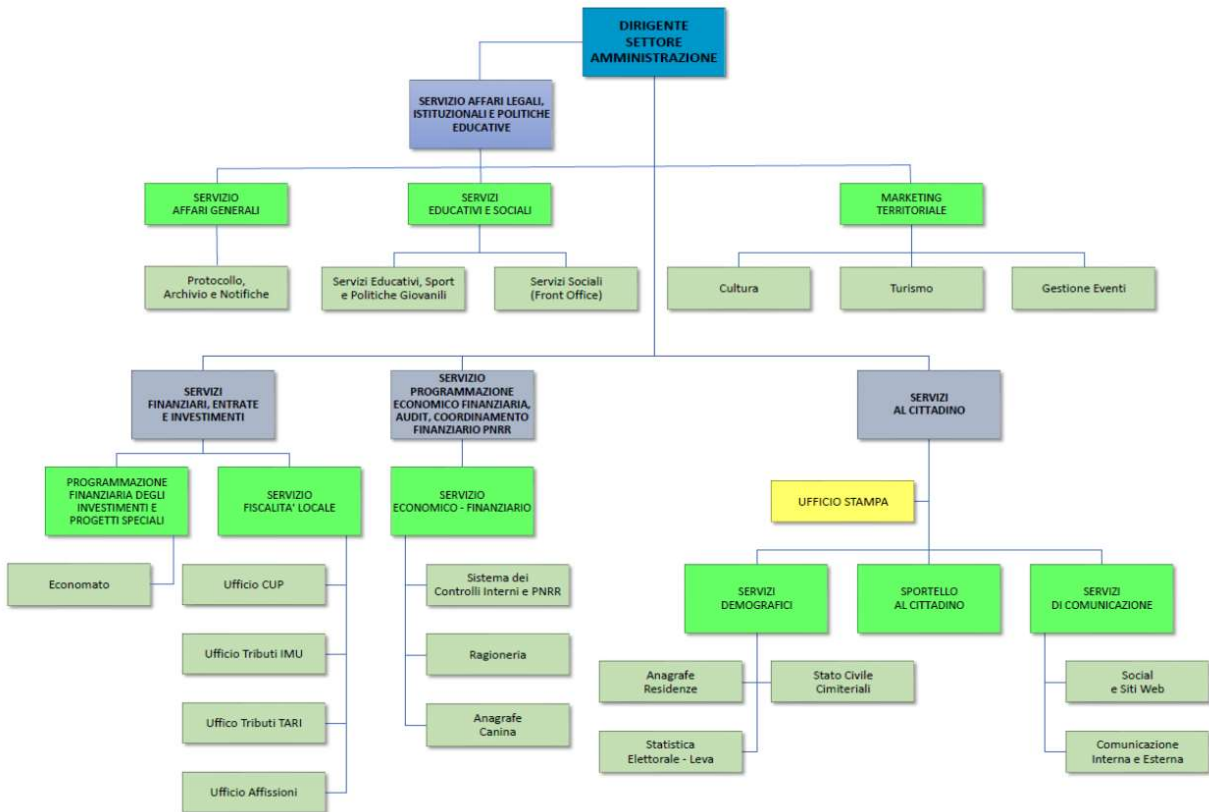 DIRIGENTE
SETTORE
AMMINISTRAZIONE
SERVIZIO AFFARI LEGALI,
ISTITUZIONALI E POLITICHE
EDUCATIVE
SERVIZIO
AFFARI GENERALI
SERVIZI
EDUCATIVI E SOCIALI
MARKETING
TERRITORIALE
Protocollo,
Archivio e Notifiche
Servizi Educativi, Sport
e Politiche Giovanili
Servizi Sociali
(Front Office)
Cultura
Turismo
Gestione Eventi
SERVIZI
FINANZIARI, ENTRATE
E INVESTIMENTI
SERVIZIO
PROGRAMMAZIONE
ECONOMICO FINANZIARIA,
AUDIT, COORDINAMENTO
FINANZIARIO PNRR
SERVIZI
AL CITTADINO
PROGRAMMAZIONE
FINANZIARIA DEGLI
INVESTIMENTI E
PROGETTI SPECIALI
SERVIZIO
FISCALITA' LOCALE
SERVIZIO
ECONOMICO - FINANZIARIO
UFFICIO STAMPA
Economato
Ufficio CUP
Sistema dei
Controlli Interni e PNRR
SERVIZI
DEMOGRAFICI
SPORTELLO
AL CITTADINO
SERVIZI
DI COMUNICAZIONE
Ufficio Tributi IMU
Ragioneria
Anagrafe
Residenze
Stato Civile
Cimiteriali
Social
e Siti Web
Uffico Tributi TARI
Anagrafe
Canina
Statistica
Elettorale - Leva
Comunicazione
Interna e Esterna
Ufficio Affissioni